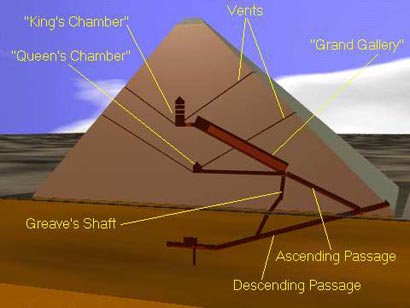 "King's Chamber"
Vents
"Queen's Chamber"
"Grand Gallery"
Greave's Shaft
Ascending Passage
Descending Passage